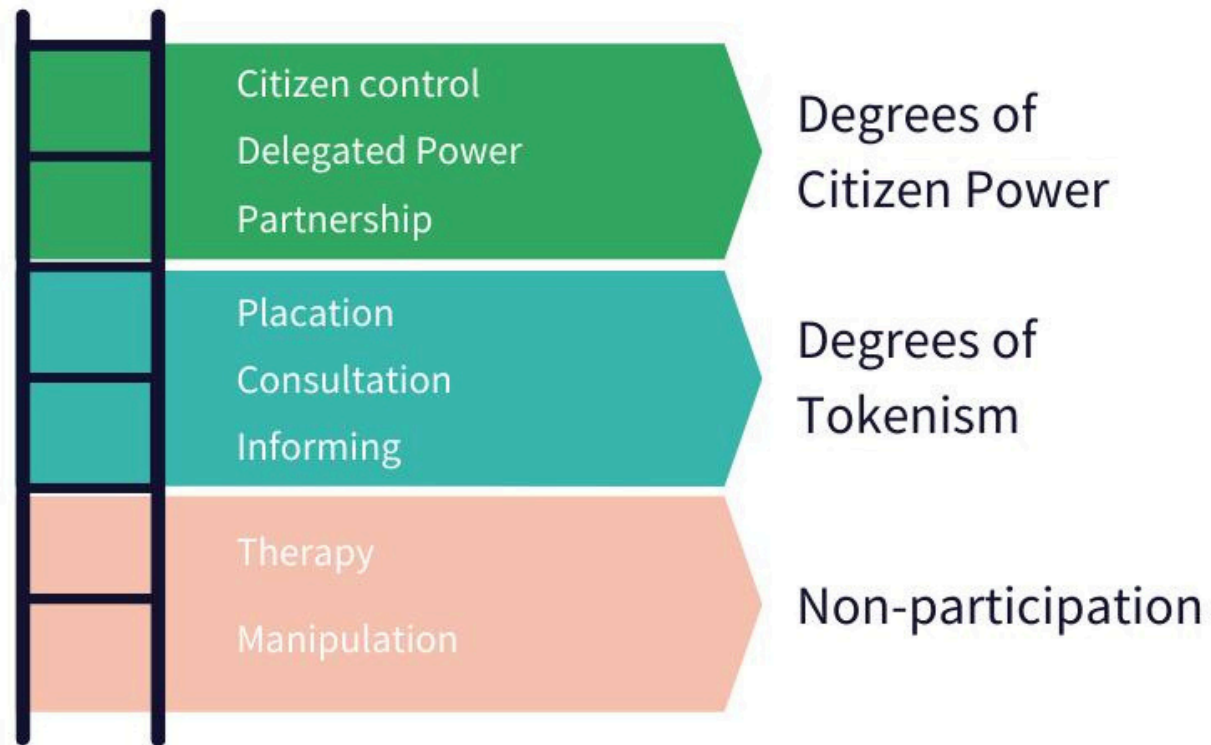 Citizen control
Delegated Power
Partnership
Degrees of
Citizen Power
Placation
Consultation
Informing
Degrees of
Tokenism
Therapy
Manipulation
Non-participation